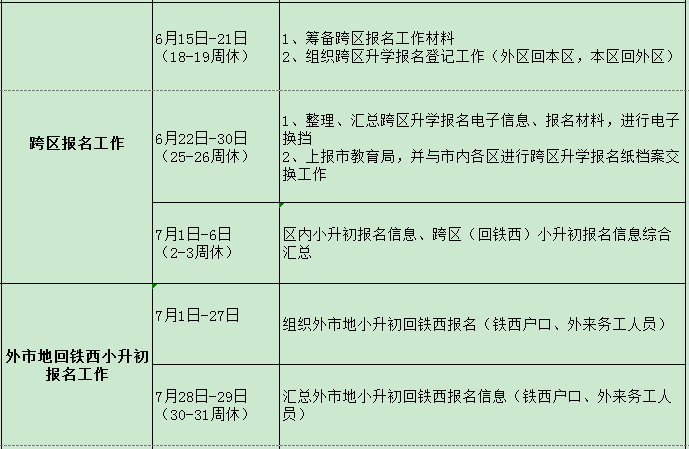 6月15日-21日
（18-19周休）
1、筹备跨区报名工作材料
2、组织跨区升学报名登记工作（外区回本区，本区回外区）
跨区报名工作
6月22日-30日
（25-26周休）
1、整理、汇总跨区升学报名电子信息、报名材料，进行电子
换挡
2、上报市教育局，并与市内各区进行跨区升学报名纸档案交
换工作
7月1日-6日
（2-3周休）
区内小升初报名信息、跨区（回铁西）小升初报名信息综合
汇总
外市地回铁西小升初
报名工作
7月1日-27日
组织外市地小升初回铁西报名（铁西户口、外来务工人员）
7月28日-29日
（30-31周休）
汇总外市地小升初回铁西报名信息（铁西户口、外来务工人
员）